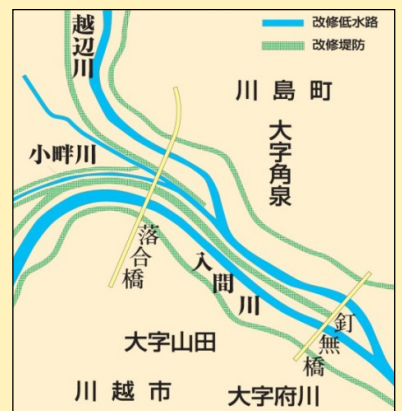 改修低水路
改修堤防
越辺川
川島町
大字角泉
小畔川
落合橋
入間川
釘無橋
大字山田
川越市
大字府川